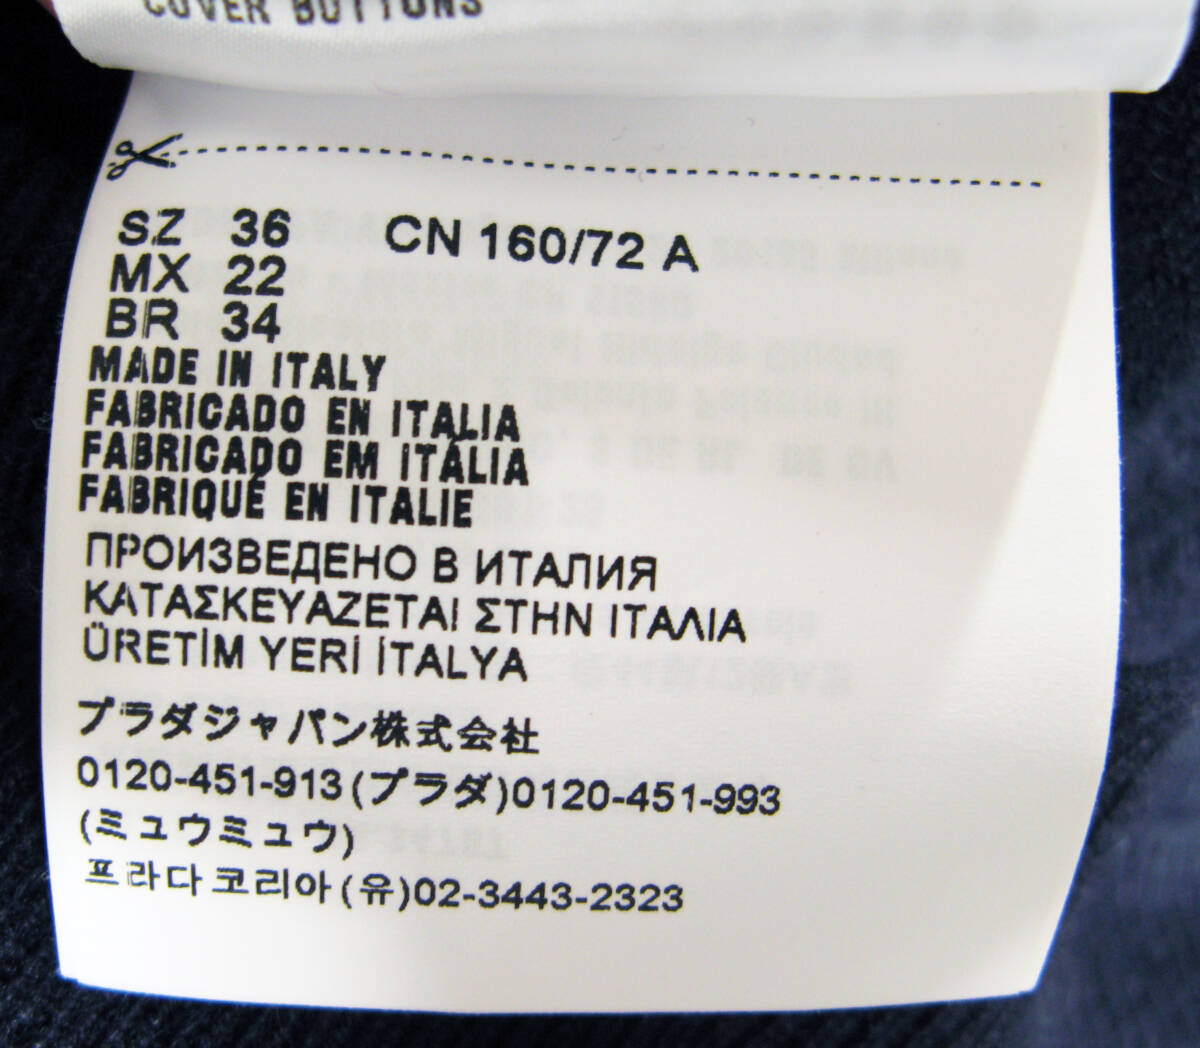 COVER BUTTONS
SZ 36 CN 160/72 A
MX 22
BR 34
MADE IN ITALY
FABRICADO EN ITALIA
FABRICADO EM ITÁLIA
FABRIQUÉ EN ITALIE
ПРОИЗВЕДЕНО В ИТАЛИЯ
ΚΑΤΑΣΚΕΥΑΖΕΤΑΙ ΣΤΗΝ ΙΤΑΛΙΑ
ÜRETİM YERİ İTALYA
プラダジャパン株式会社
0120-451-913(プラダ)0120-451-993
(ミュウミュウ)
프라다코리아(유)02-3443-2323